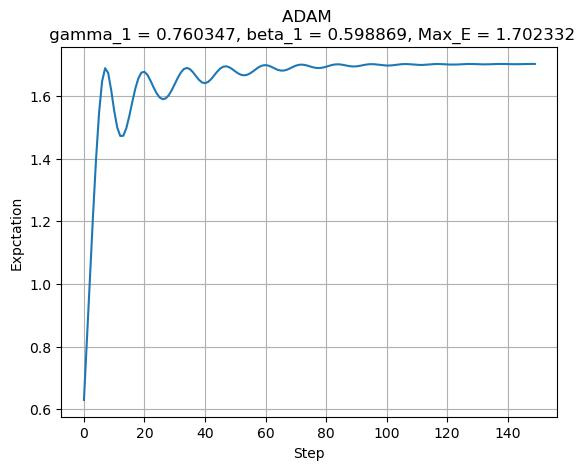 ADAM
gamma_1 = 0.760347, beta_1 = 0.598869, Max_E = 1.702332
1.6
1.4
1.2
1.0
0.8
0.6
Expctation
0 20 40 60 80 100 120 140
Step